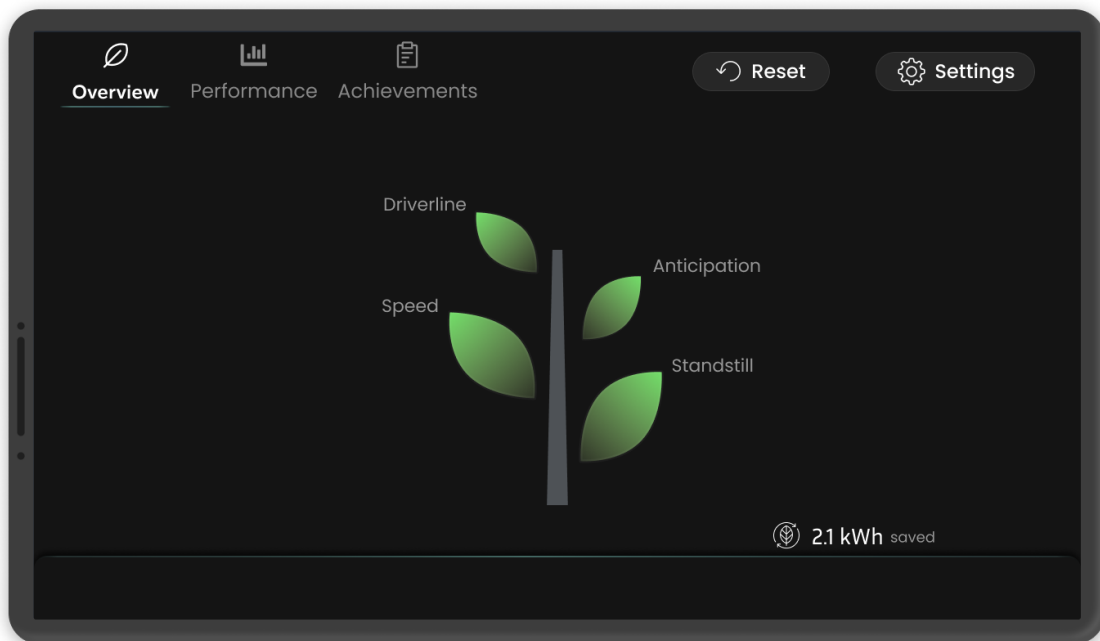 Overview
Performance
Achievements
Reset
Settings
Driverline
Anticipation
Speed
Standstill
2.1 kWh saved